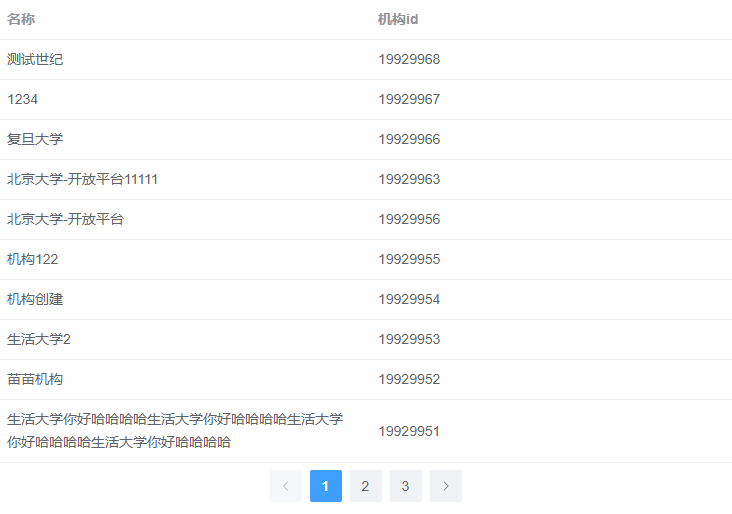 名称 机构id
测试世纪 19929968
1234 19929967
复旦大学 19929966
北京大学-开放平台11111 19929963
北京大学-开放平台 19929956
机构122 19929955
机构创建 19929954
生活大学2 19929953
苗苗机构 19929952
生活大学你好哈哈哈哈生活大学你好哈哈哈哈生活大学
你好哈哈哈哈生活大学你好哈哈哈哈 19929951
< 1 2 3 >